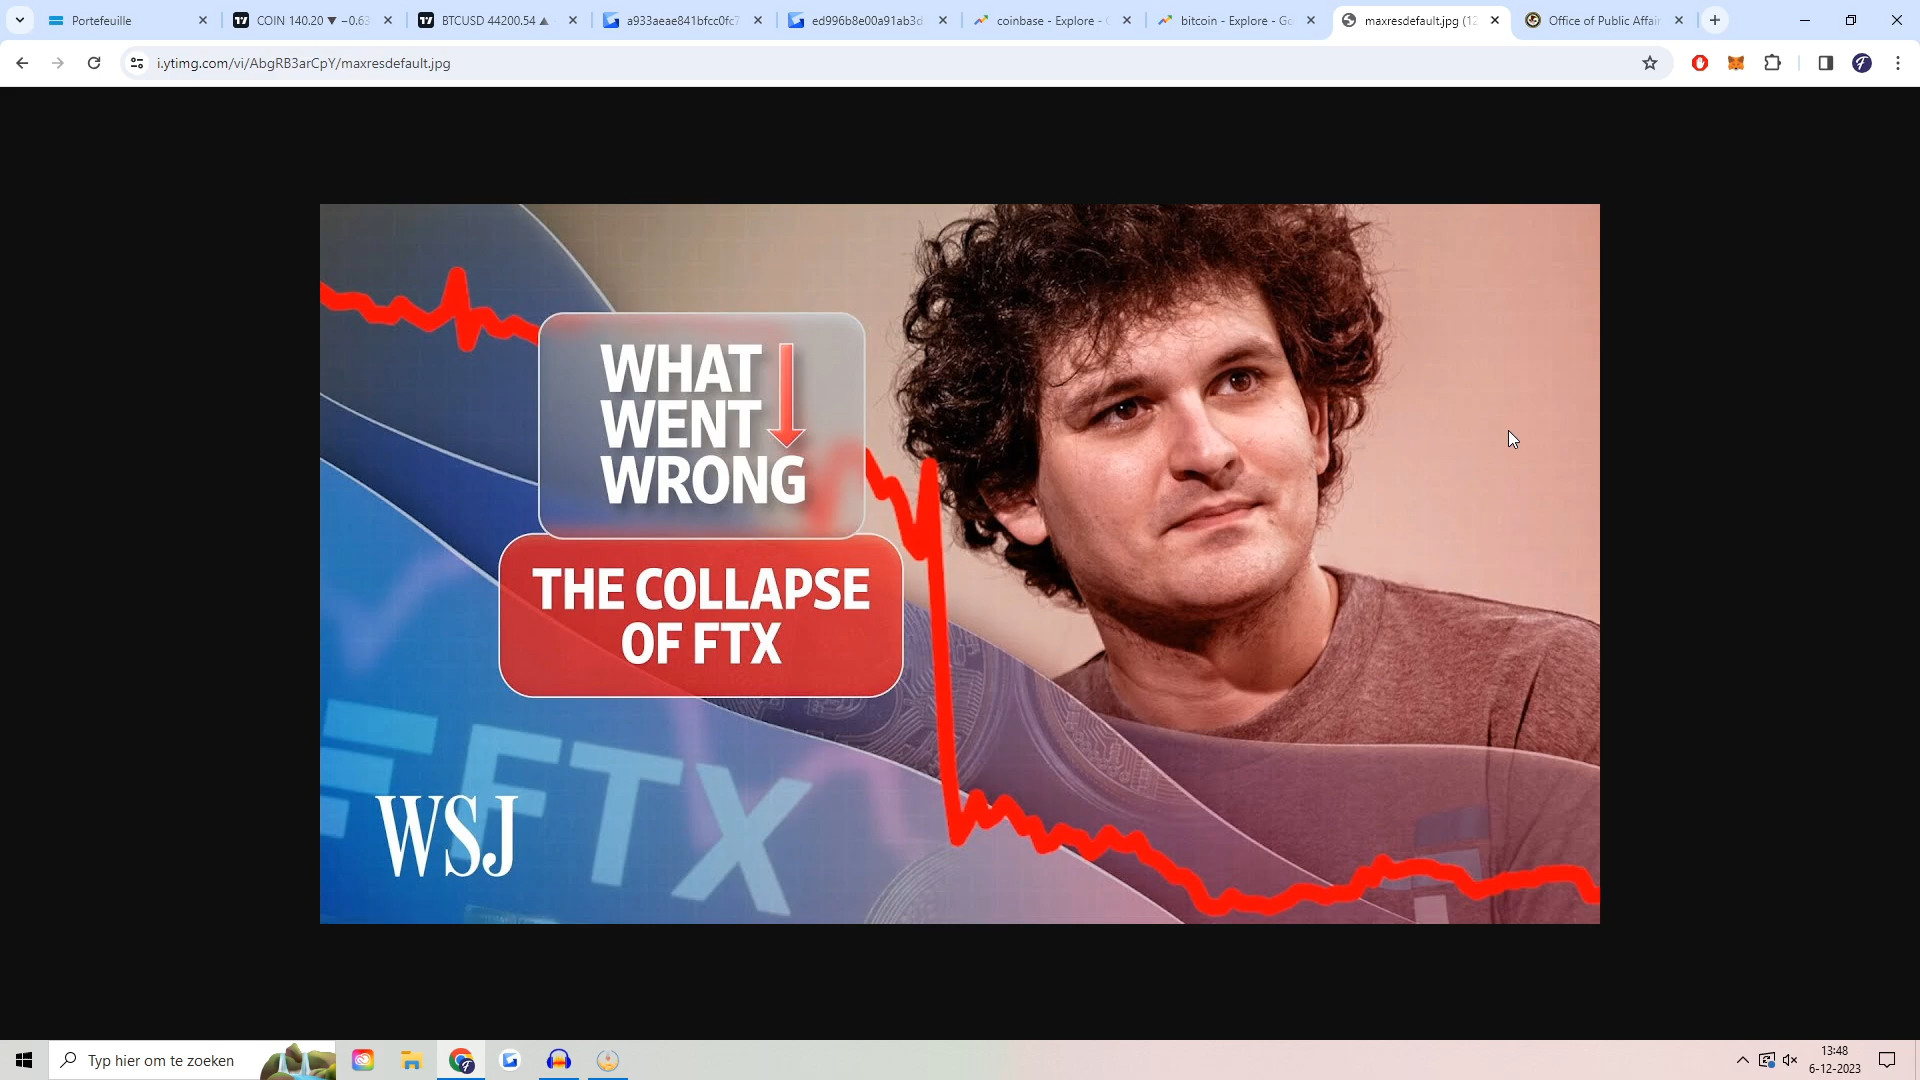 Portefeuille
COIN 140.20 ▼ −0.63
BTCUSD 44200.54 ▲
a933aeae841bfcc0fc7
ed996b8e00a91ab3d
coinbase - Explore -
bitcoin - Explore - Go
maxresdefault.jpg (12
Office of Public Affair
i.ytimg.com/vi/AbgRB3arCpY/maxresdefault.jpg
WHAT
WENT
WRONG
THE COLLAPSE
OF FTX
FTX
WSJ
Typ hier om te zoeken
13:48
6-12-2023